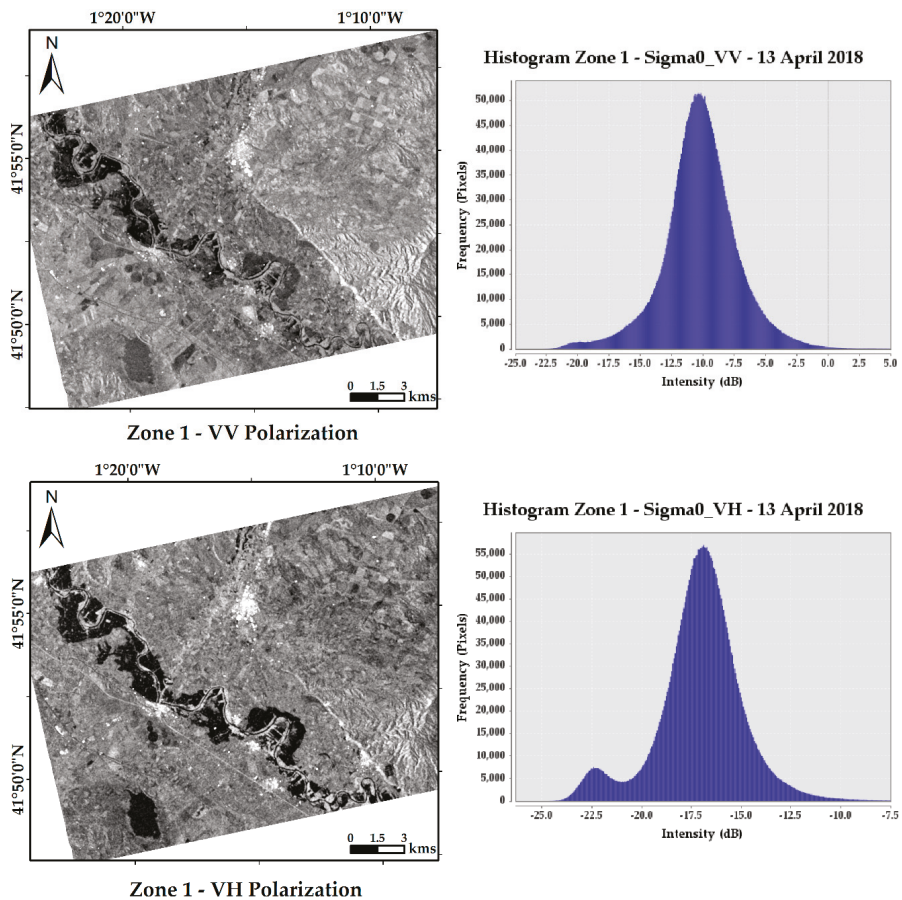 1°20'0"W 1°10'0"W
N
41°55'0"N
41°50'0"N
0 1.5 3
kms
Zone 1 - VV Polarization
Histogram Zone 1 - Sigma0_VV - 13 April 2018
Frequency (Pixels)
50,000
45,000
40,000
35,000
30,000
25,000
20,000
15,000
10,000
5,000
0
-25.0 -22.5 -20.0 -17.5 -15.0 -12.5 -10.0 -7.5 -5.0 -2.5 0.0 2.5 5.0
Intensity (dB)
1°20'0"W 1°10'0"W
N
41°55'0"N
41°50'0"N
0 1.5 3
kms
Zone 1 - VH Polarization
Histogram Zone 1 - Sigma0_VH - 13 April 2018
Frequency (Pixels)
55,000
50,000
45,000
40,000
35,000
30,000
25,000
20,000
15,000
10,000
5,000
0
-25.0 -22.5 -20.0 -17.5 -15.0 -12.5 -10.0 -7.5
Intensity (dB)